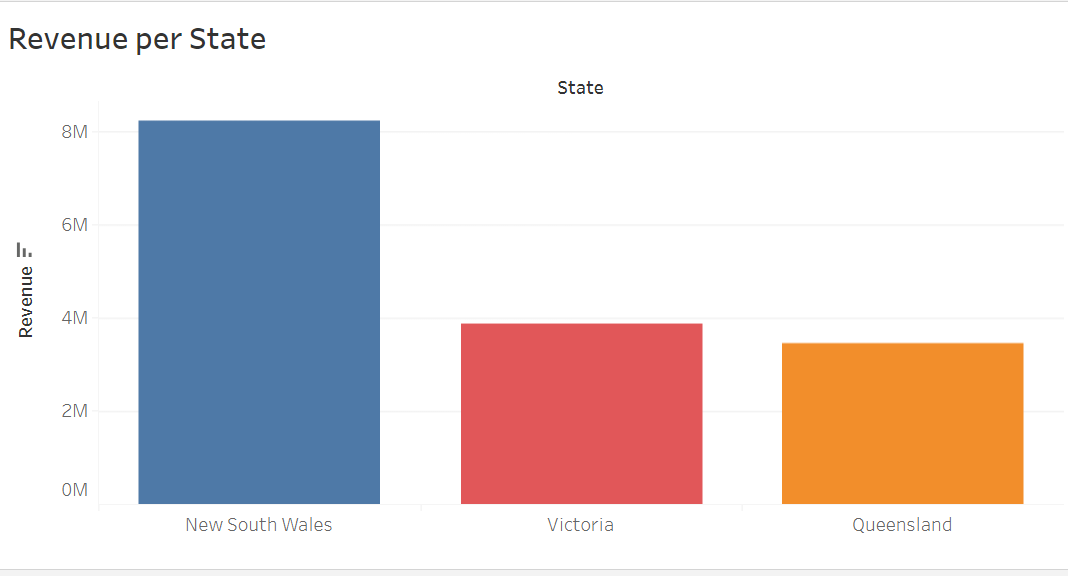 Revenue per State
State
Revenue
8M
6M
4M
2M
0M
New South Wales
Victoria
Queensland